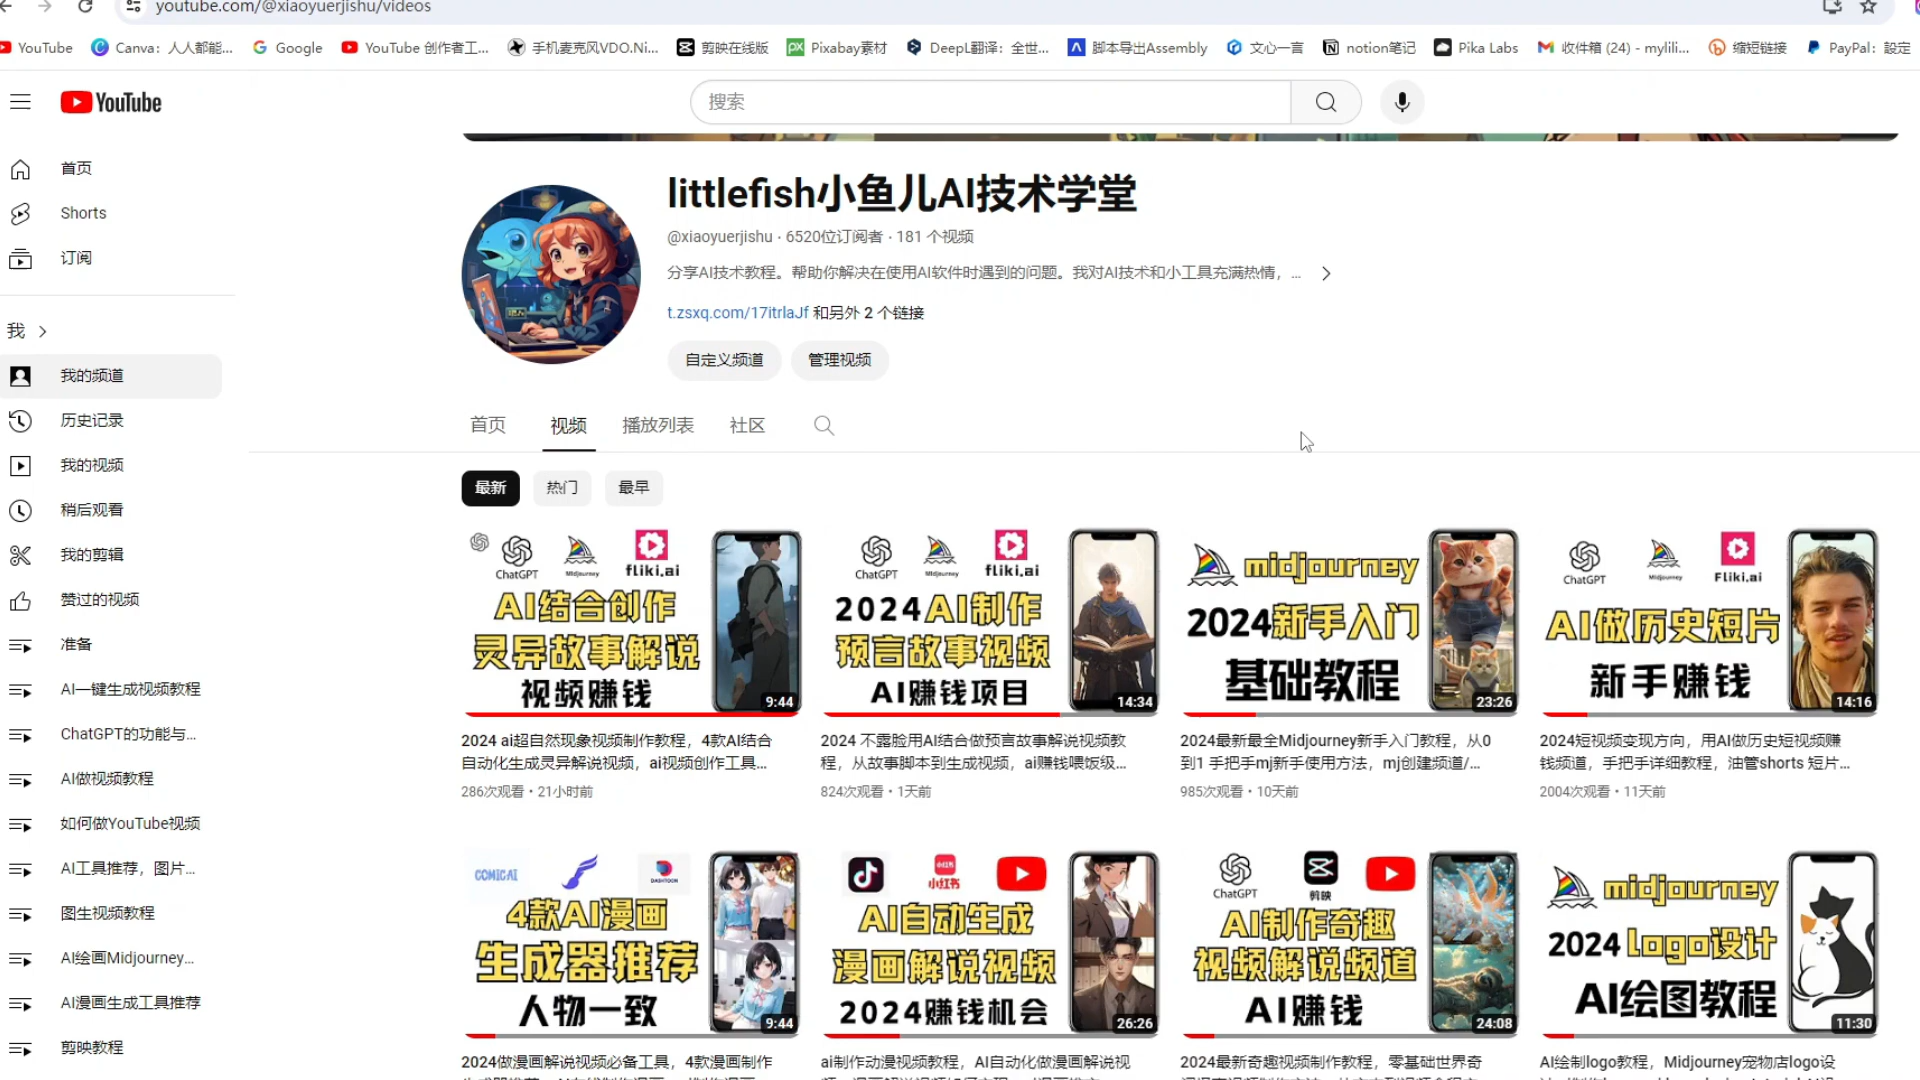 youtube.com/@xiaoyuerjishu/videos
YouTube
Canva：人人都能...
Google
YouTube 创作者工...
手机麦克风VDO.Ni...
剪映在线版
Pixabay素材
DeepL翻译：全世...
脚本导出Assembly
文心一言
notion笔记
Pika Labs
收件箱 (24) - mylili...
缩短链接
PayPal：設定
YouTube
搜索
首页
Shorts
订阅
我
我的频道
历史记录
我的视频
稍后观看
我的剪辑
赞过的视频
准备
AI一键生成视频教程
ChatGPT的功能与...
AI做视频教程
如何做YouTube视频
AI工具推荐，图片...
图生视频教程
AI绘画Midjourney...
AI漫画生成工具推荐
剪映教程
littlefish小鱼儿AI技术学堂
@xiaoyuerjishu · 6520位订阅者 · 181 个视频
分享AI技术教程。帮助你解决在使用AI软件时遇到的问题。我对AI技术和小工具充满热情，...
t.zsxq.com/17itrlaJf 和另外 2 个链接
自定义频道
管理视频
首页
视频
播放列表
社区
最新
热门
最早
ChatGPT
Midjourney
fliki.ai
AI结合创作
灵异故事解说
视频赚钱
9:44
2024 ai超自然现象视频制作教程，4款AI结合
自动化生成灵异解说视频，ai视频创作工具...
286次观看 · 21小时前
ChatGPT
Midjourney
fliki.ai
2024AI制作
预言故事视频
AI赚钱项目
14:34
2024 不露脸用AI结合做预言故事解说视频教
程，从故事脚本到生成视频，ai赚钱喂饭级...
824次观看 · 1天前
midjourney
2024新手入门
基础教程
23:26
2024最新最全Midjourney新手入门教程，从0
到1 手把手mj新手使用方法，mj创建频道/...
985次观看 · 10天前
ChatGPT
Midjourney
Fliki.ai
AI做历史短片
新手赚钱
14:16
2024短视频变现方向，用AI做历史短视频赚
钱频道，手把手详细教程，油管shorts 短片...
2004次观看 · 11天前
COMICAI
DASHTOON
4款AI漫画
生成器推荐
人物一致
9:44
2024做漫画解说视频必备工具，4款漫画制作
小红书
AI自动生成
漫画解说视频
2024赚钱机会
26:26
ai制作动漫视频教程，AI自动化做漫画解说视
ChatGPT
剪映
AI制作奇趣
视频解说频道
AI赚钱
24:08
2024最新奇趣视频制作教程，零基础世界奇
midjourney
2024 Logo设计
AI绘图教程
11:30
AI绘制logo教程，Midjourney宠物店logo设